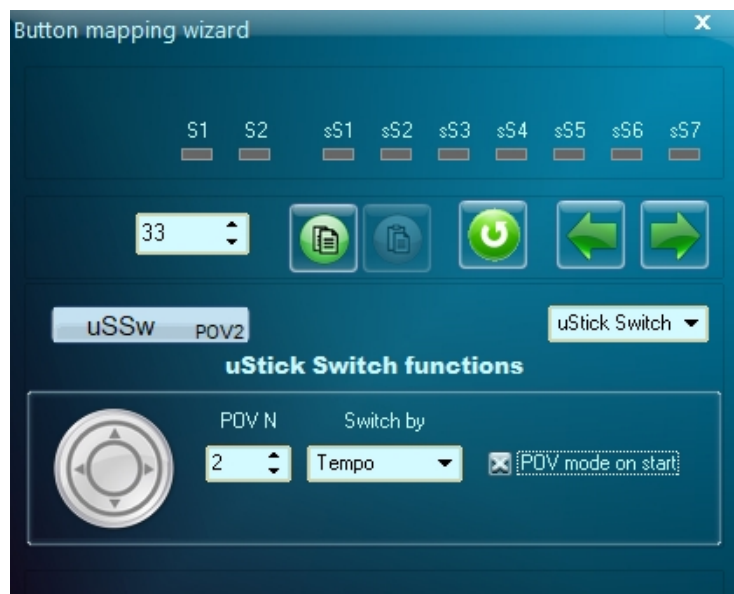 Button mapping wizard X
S1 S2 sS1 sS2 sS3 sS4 sS5 sS6 sS7
33
uSSw POV2 uStick Switch
uStick Switch functions
POV N Switch by
2 Tempo POV mode on start